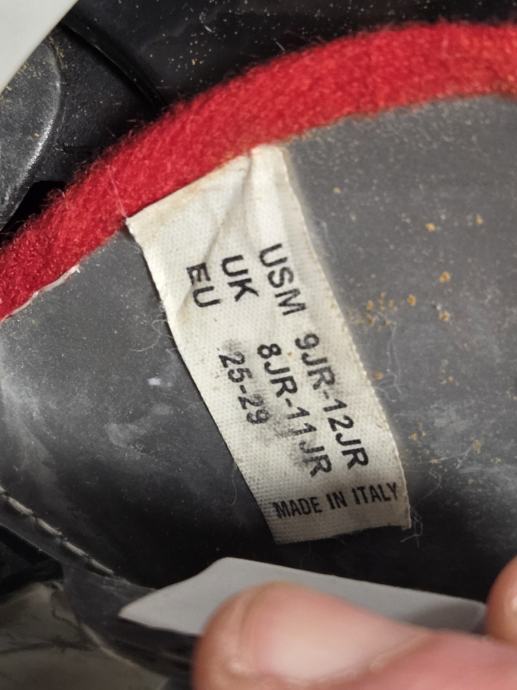 USM 9JR-12JR
UK 8JR-11JR
EU 25-29
MADE IN ITALY